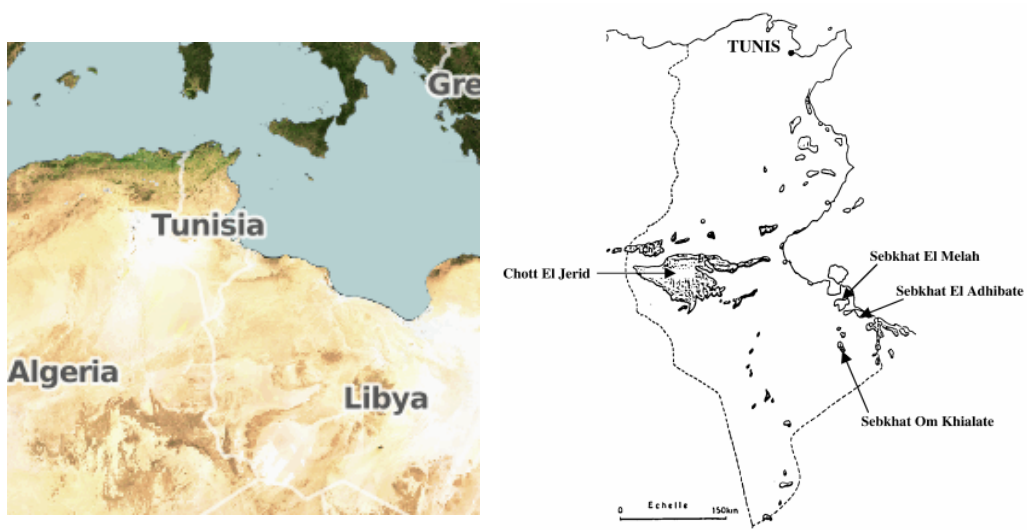 Gre
Tunisia
Algeria
Libya
TUNIS
Sebkhat El Melah
Chott El Jerid
Sebkhat El Adhibate
Sebkhat Om Khialate
Echelle
0 150km